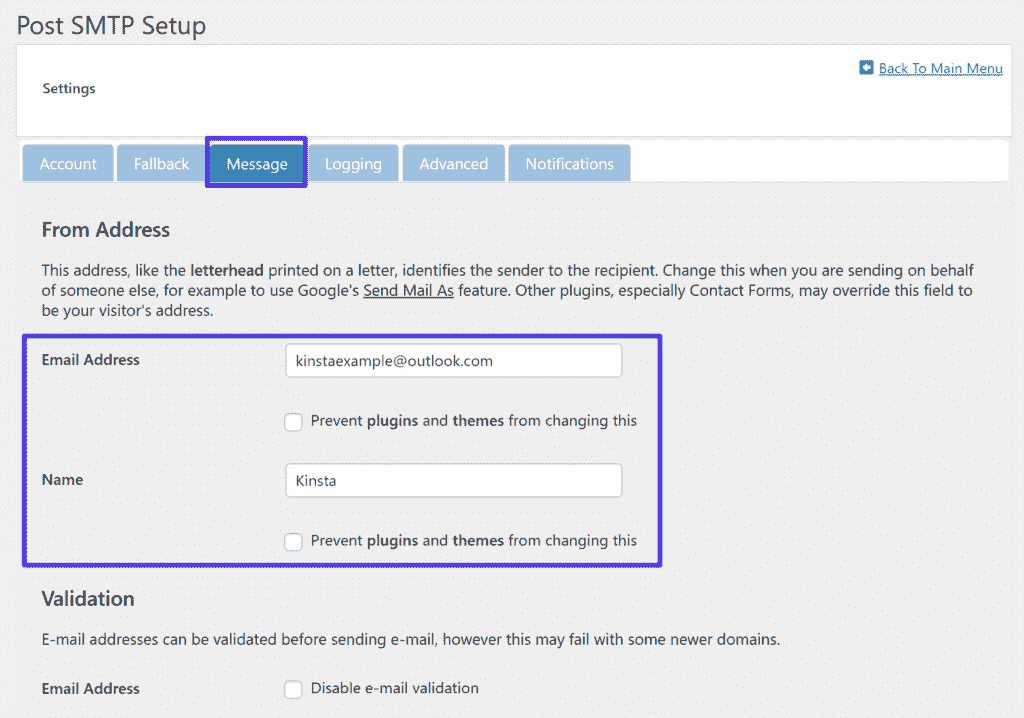 Post SMTP Setup
Back To Main Menu
Settings
Account Fallback Message Logging Advanced Notifications
From Address
This address, like the letterhead printed on a letter, identifies the sender to the recipient. Change this when you are sending on behalf
of someone else, for example to use Google's Send Mail As feature. Other plugins, especially Contact Forms, may override this field to
be your visitor's address.
Email Address kinstaexample@outlook.com
Prevent plugins and themes from changing this
Name Kinsta
Prevent plugins and themes from changing this
Validation
E-mail addresses can be validated before sending e-mail, however this may fail with some newer domains.
Email Address Disable e-mail validation